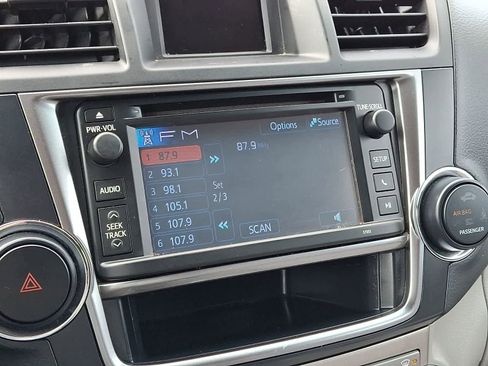 PWR-VOL
AUDIO
SEEK
TRACK
FM
Options
Source
1 87.9
87.9 MHz
2 93.1
3 98.1
Set
4 105.1
2/3
5 107.9
6 107.9
SCAN
TUNE·SCROLL
SETUP
AIR BAG
PASSENGER